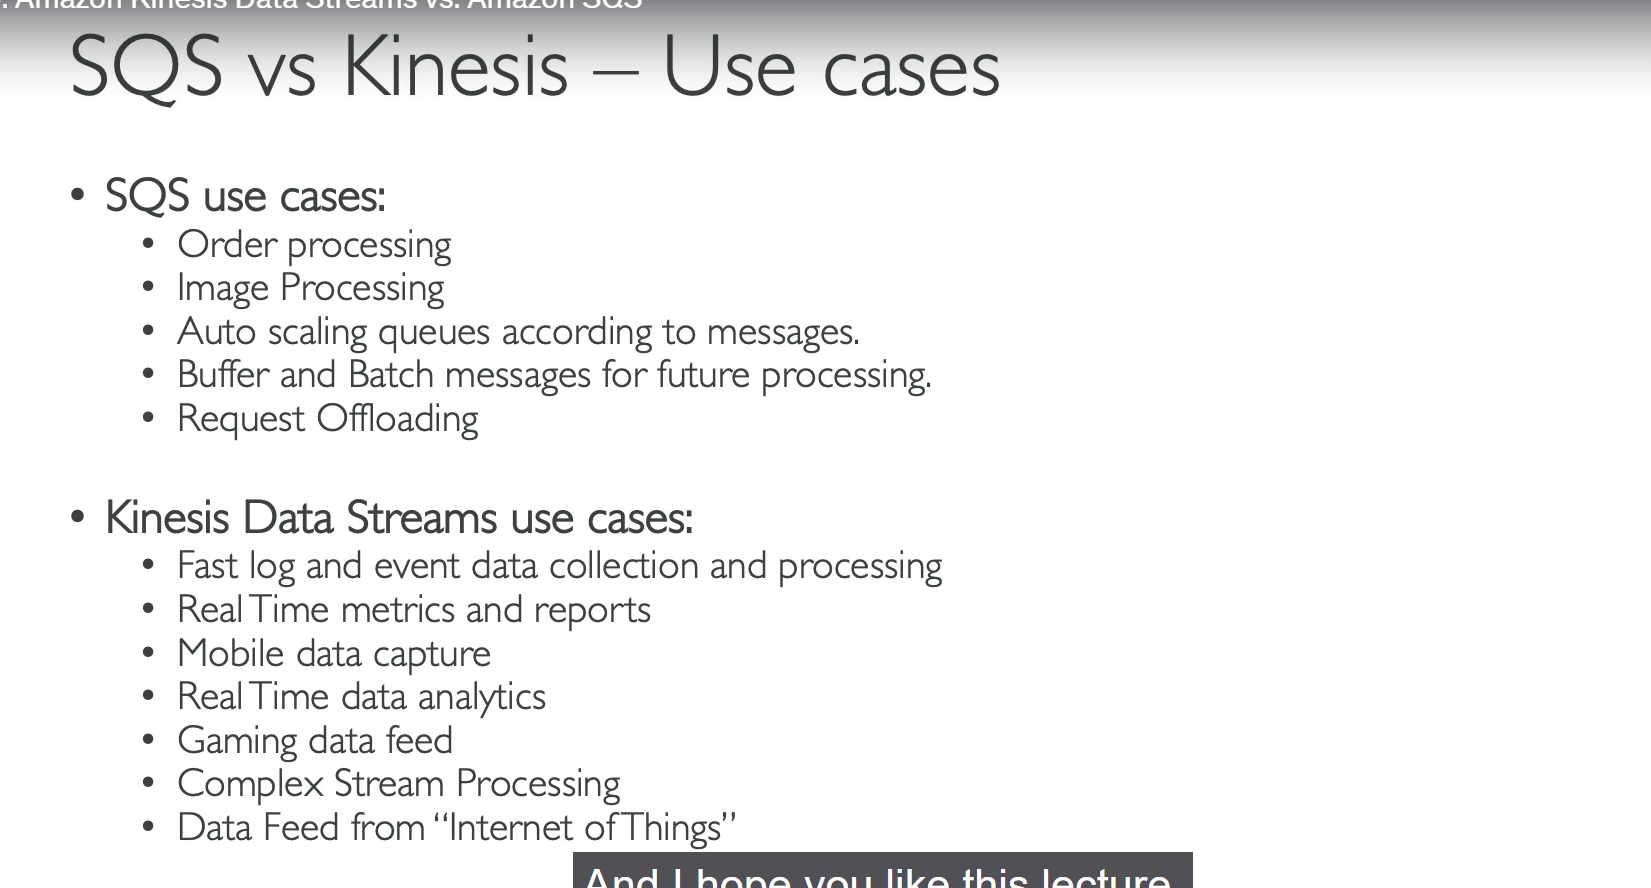 . Amazon Kinesis Data Streams vs. Amazon SQS
SQS vs Kinesis – Use cases
• SQS use cases:
• Order processing
• Image Processing
• Auto scaling queues according to messages.
• Buffer and Batch messages for future processing.
• Request Offloading
• Kinesis Data Streams use cases:
• Fast log and event data collection and processing
• Real Time metrics and reports
• Mobile data capture
• Real Time data analytics
• Gaming data feed
• Complex Stream Processing
• Data Feed from “Internet of Things”
And I hope you like this lecture